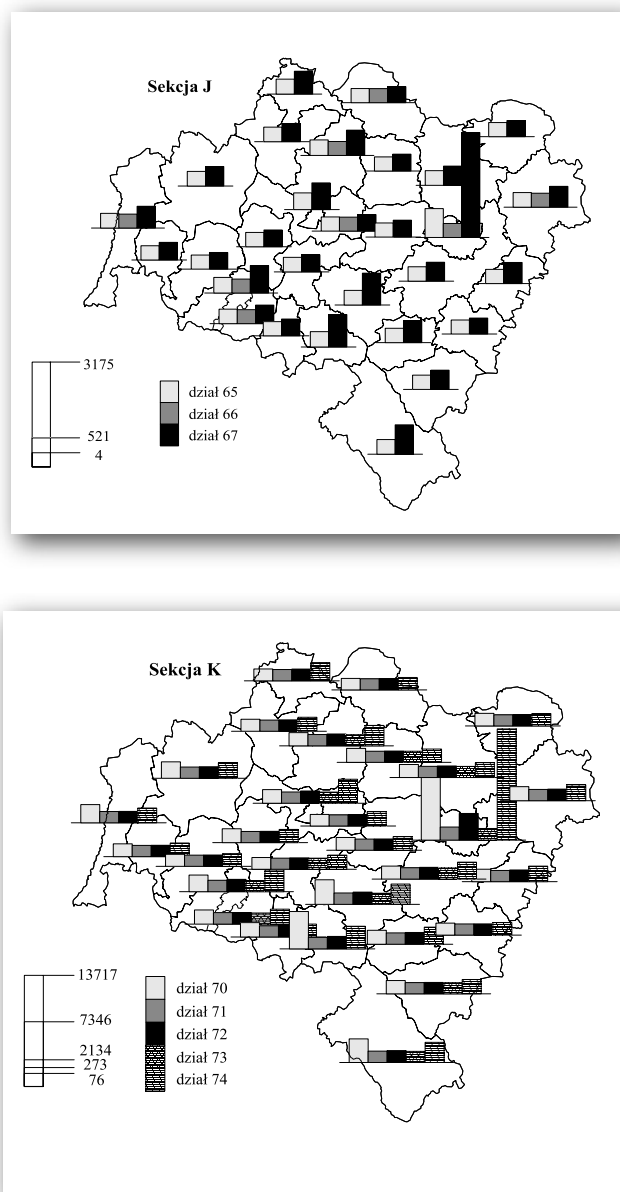 Sekcja J
3175
521
4
dział 65
dział 66
dział 67
Sekcja K
13717
7346
2134
273
76
dział 70
dział 71
dział 72
dział 73
dział 74